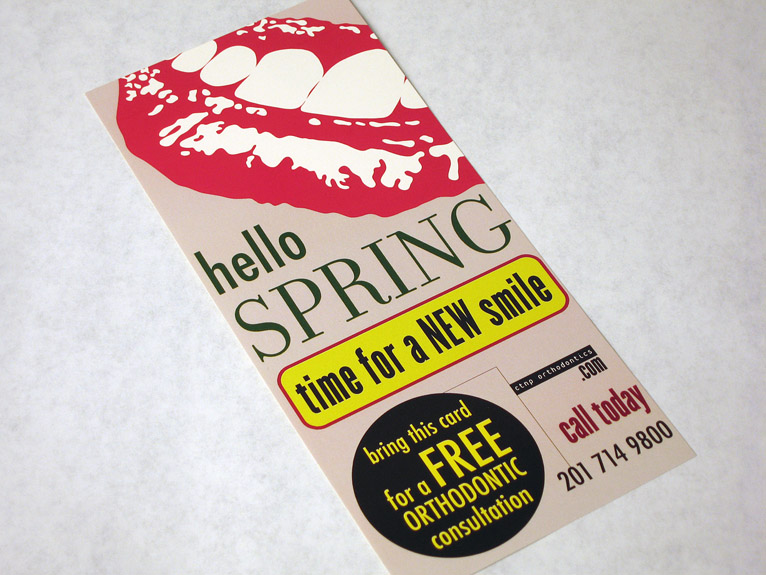 hello
SPRING
time for a NEW smile
ctnp orthodontics
.com
call today
201 714 9800
bring this card
for a FREE
ORTHODONTIC
consultation